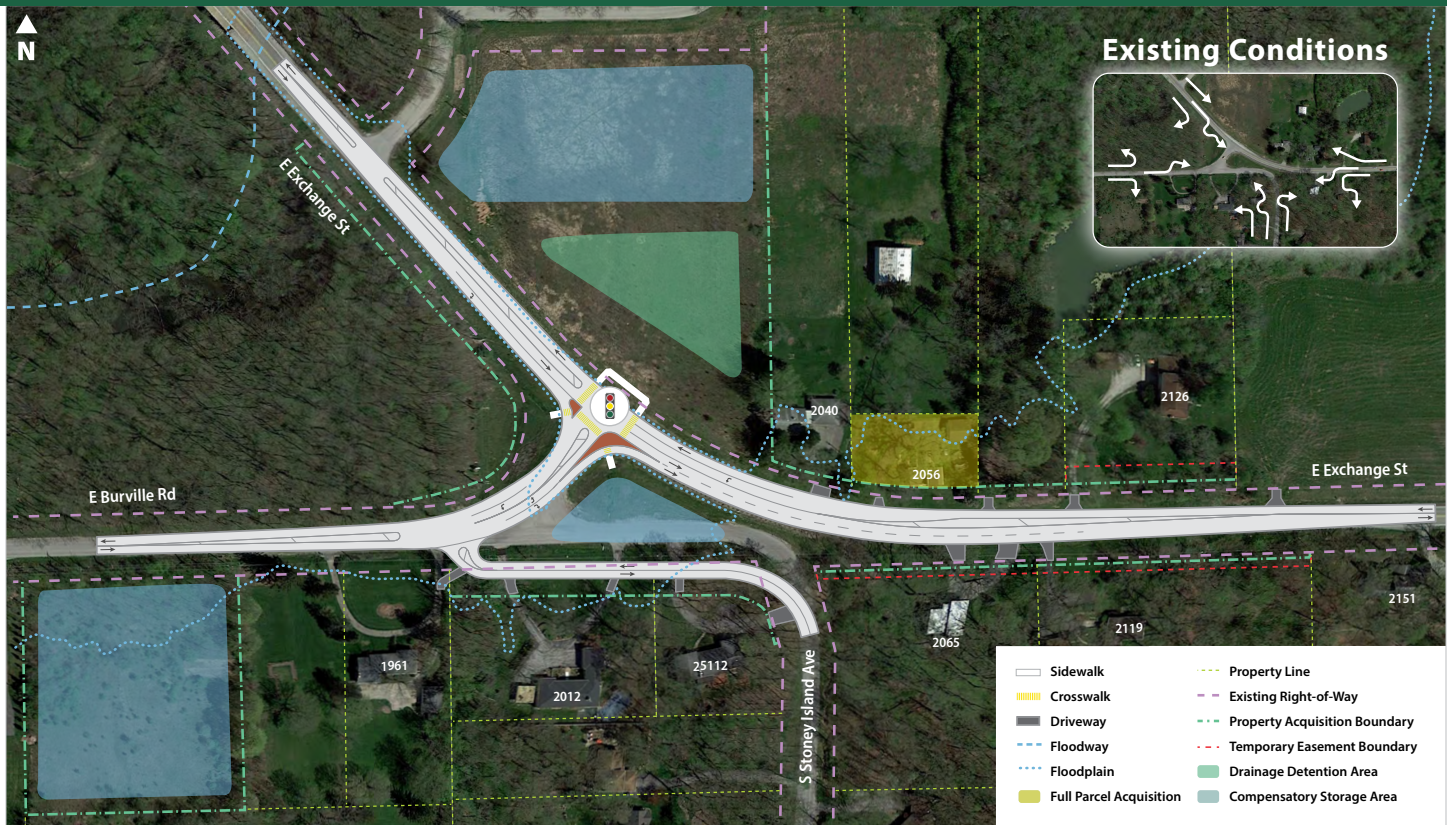 N
Existing Conditions
E Exchange St
2040
2126
2056
E Exchange St
E Burville Rd
2151
2065
2119
1961
25112
2012
S Stoney Island Ave
Sidewalk
Crosswalk
Driveway
Floodway
Floodplain
Full Parcel Acquisition
Property Line
Existing Right-of-Way
Property Acquisition Boundary
Temporary Easement Boundary
Drainage Detention Area
Compensatory Storage Area